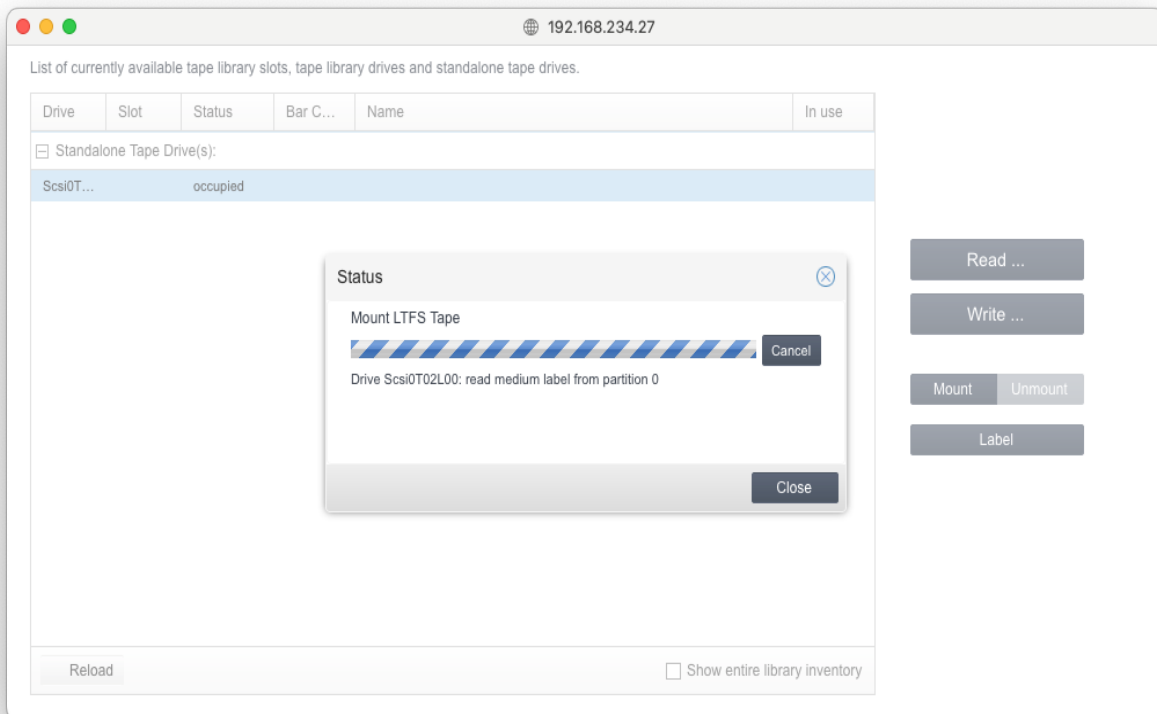 192.168.234.27
List of currently available tape library slots, tape library drives and standalone tape drives.
Drive Slot Status Bar C... Name In use
Standalone Tape Drive(s):
Scsi0T... occupied
Status
Mount LTFS Tape
Cancel
Drive Scsi0T02L00: read medium label from partition 0
Close
Read ...
Write ...
Mount Unmount
Label
Reload Show entire library inventory